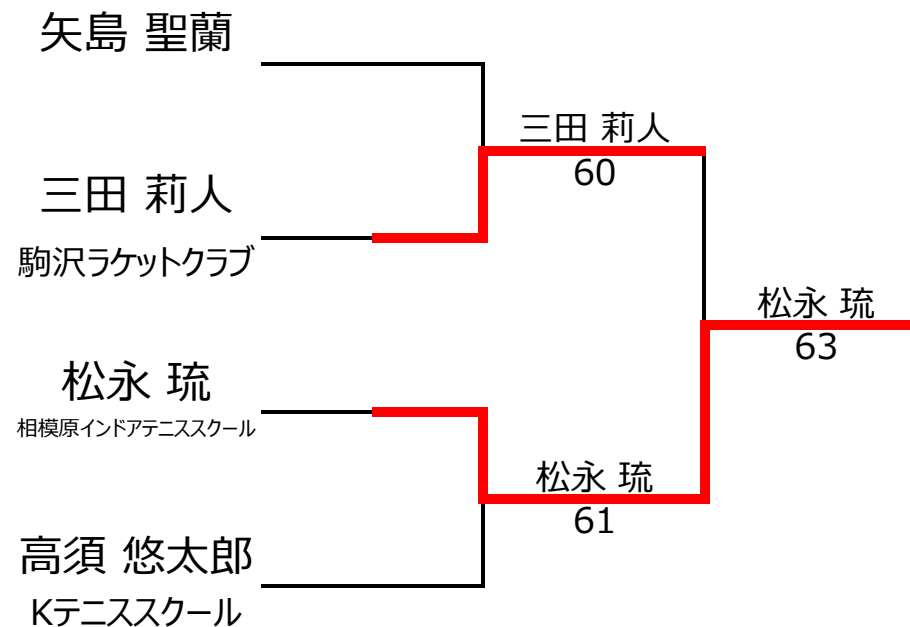 矢島 聖蘭
三田 莉人
60
三田 莉人
駒沢ラケットクラブ
松永 琉
63
松永 琉
相模原インドアテニススクール
松永 琉
61
高須 悠太郎
Kテニススクール